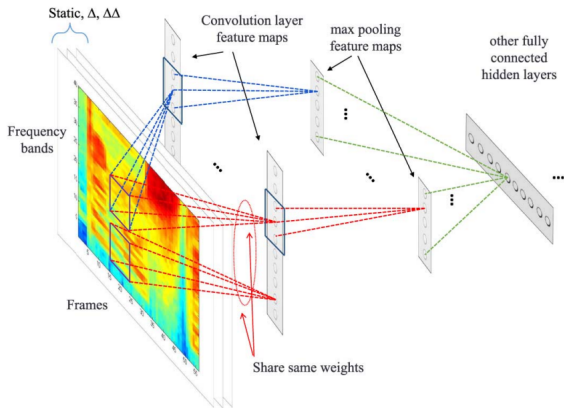 Static, Δ, ΔΔ
Convolution layer
feature maps
max pooling
feature maps
other fully
connected
hidden layers
Frequency
bands
Frames
Share same weights